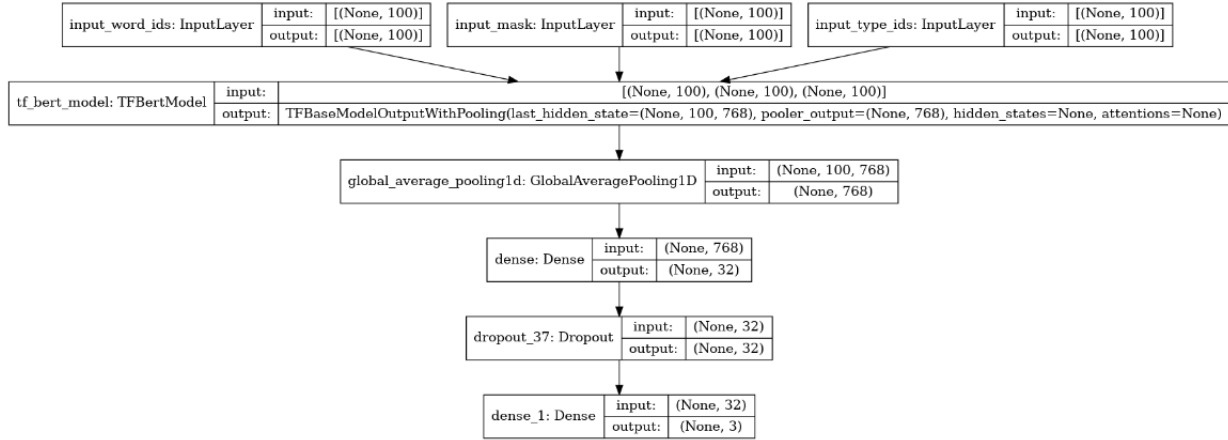 input_word_ids: InputLayer input: [(None, 100)] output: [(None, 100)]
input_mask: InputLayer input: [(None, 100)] output: [(None, 100)]
input_type_ids: InputLayer input: [(None, 100)] output: [(None, 100)]
tf_bert_model: TFBertModel input: [(None, 100), (None, 100), (None, 100)]
output: TFBaseModelOutputWithPooling(last_hidden_state=(None, 100, 768), pooler_output=(None, 768), hidden_states=None, attentions=None)
global_average_pooling1d: GlobalAveragePooling1D input: (None, 100, 768)
output: (None, 768)
dense: Dense input: (None, 768)
output: (None, 32)
dropout_37: Dropout input: (None, 32)
output: (None, 32)
dense_1: Dense input: (None, 32)
output: (None, 3)